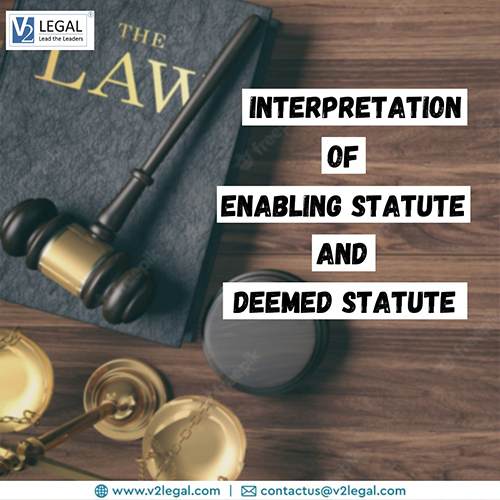 V2 LEGAL ®
Lead the Leaders
THE
LAW
INTERPRETATION
OF
ENABLING STATUTE
AND
DEEMED STATUTE
www.v2legal.com | contactus@v2legal.com